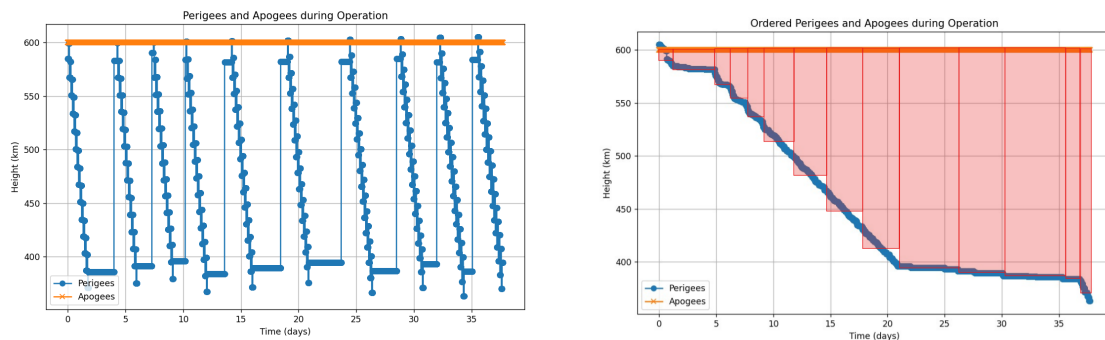 Perigees and Apogees during Operation
600
550
500
450
400
Height (km)
Perigees
Apogees
0 5 10 15 20 25 30 35
Time (days)
Ordered Perigees and Apogees during Operation
600
550
500
450
400
Height (km)
Perigees
Apogees
0 5 10 15 20 25 30 35
Time (days)